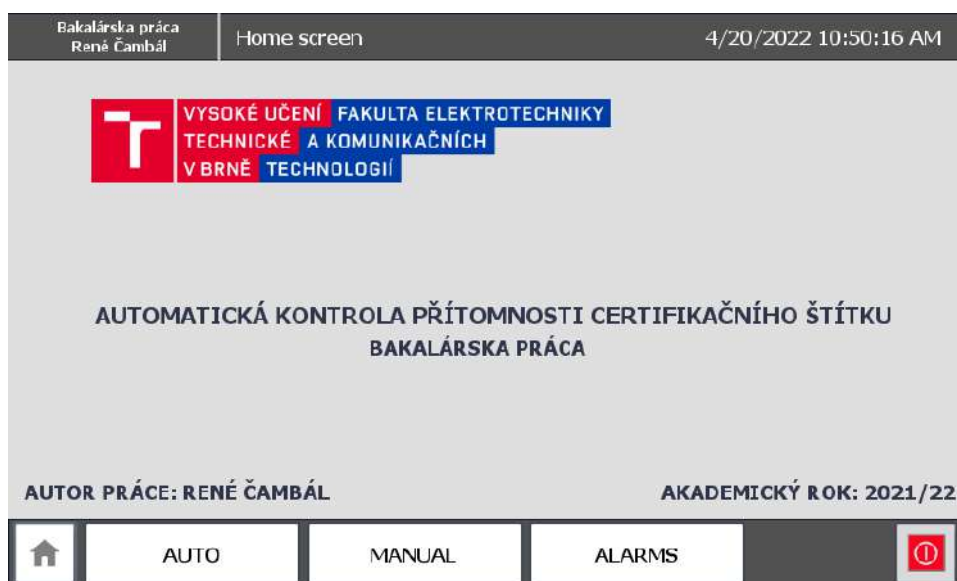 Bakalárska práca
René Čambál
Home screen
4/20/2022 10:50:16 AM
VYSOKÉ UČENÍ FAKULTA ELEKTROTECHNIKY
TECHNICKÉ A KOMUNIKAČNÍCH
V BRNĚ TECHNOLOGIÍ
AUTOMATICKÁ KONTROLA PŘÍTOMNOSTI CERTIFIKAČNÍHO ŠTÍTKU
BAKALÁRSKA PRÁCA
AUTOR PRÁCE: RENÉ ČAMBÁL
AKADEMICKÝ ROK: 2021/22
AUTO
MANUAL
ALARMS